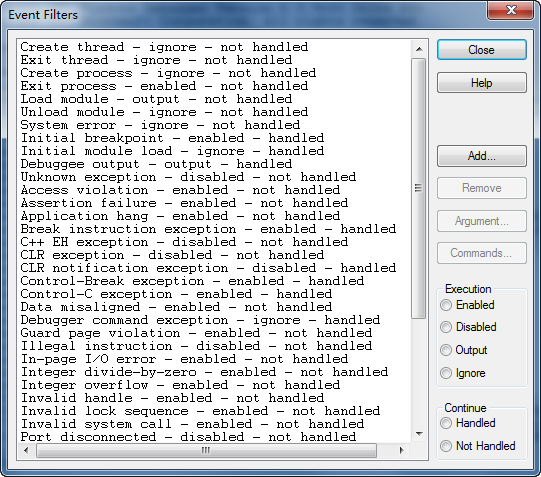 Event Filters
Create thread - ignore - not handled
Exit thread - ignore - not handled
Create process - ignore - not handled
Exit process - enabled - not handled
Load module - output - not handled
Unload module - ignore - not handled
System error - ignore - not handled
Initial breakpoint - enabled - handled
Initial module load - ignore - handled
Debuggee output - output - handled
Unknown exception - disabled - not handled
Access violation - enabled - not handled
Assertion failure - enabled - not handled
Application hang - enabled - not handled
Break instruction exception - enabled - handled
C++ EH exception - disabled - not handled
CLR exception - disabled - not handled
CLR notification exception - disabled - handled
Control-Break exception - enabled - handled
Control-C exception - enabled - handled
Data misaligned - enabled - not handled
Debugger command exception - ignore - handled
Guard page violation - enabled - not handled
Illegal instruction - disabled - not handled
In-page I/O error - enabled - not handled
Integer divide-by-zero - enabled - not handled
Integer overflow - enabled - not handled
Invalid handle - enabled - not handled
Invalid lock sequence - enabled - not handled
Invalid system call - enabled - not handled
Port disconnected - disabled - not handled
Close
Help
Add...
Remove
Argument...
Commands...
Execution
Enabled
Disabled
Output
Ignore
Continue
Handled
Not Handled